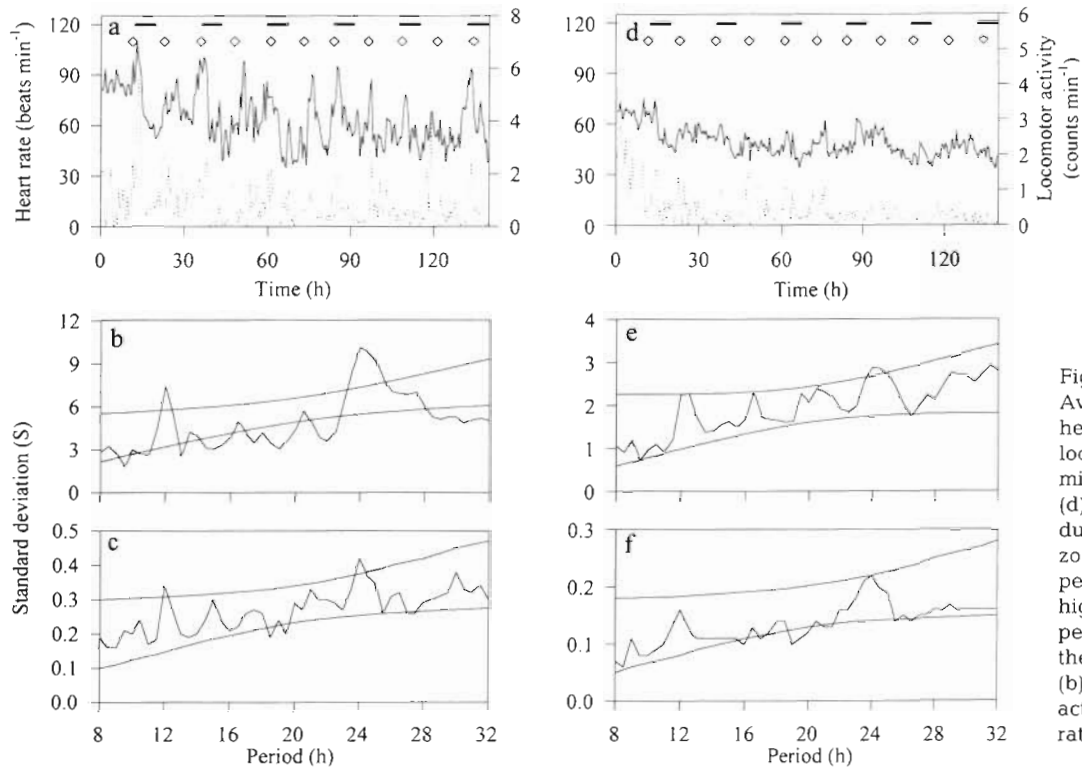 a
Heart rate (beats min⁻¹)
120
90
60
30
0
8
6
4
2
0
0 30 60 90 120
Time (h)
d
120
90
60
30
0
6
5
4
3
2
1
0
Locomotor activity
(counts min⁻¹)
0 30 60 90 120
Time (h)
Standard deviation (S)
b
12
9
6
3
0
c
0.5
0.4
0.3
0.2
0.1
0.0
8 12 16 20 24 28 32
Period (h)
e
4
3
2
1
0
f
0.3
0.2
0.1
0.0
8 12 16 20 24 28 32
Period (h)
Fig
Av
he
loc
mi
(d)
du
zo
pe
hig
pe
the
(b)
act
rat